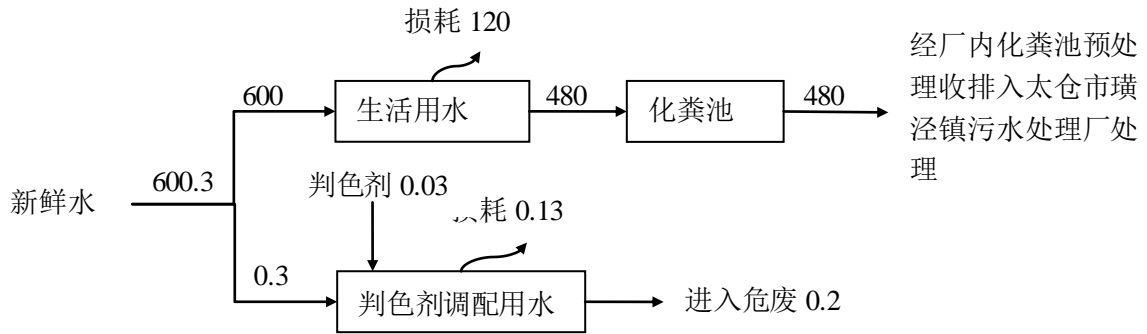 损耗 120
600
生活用水
480
化粪池
480
经厂内化粪池预处
理收排入太仓市璜
泾镇污水处理厂处
理
新鲜水
600.3
判色剂 0.03
耗 0.13
0.3
判色剂调配用水
进入危废 0.2